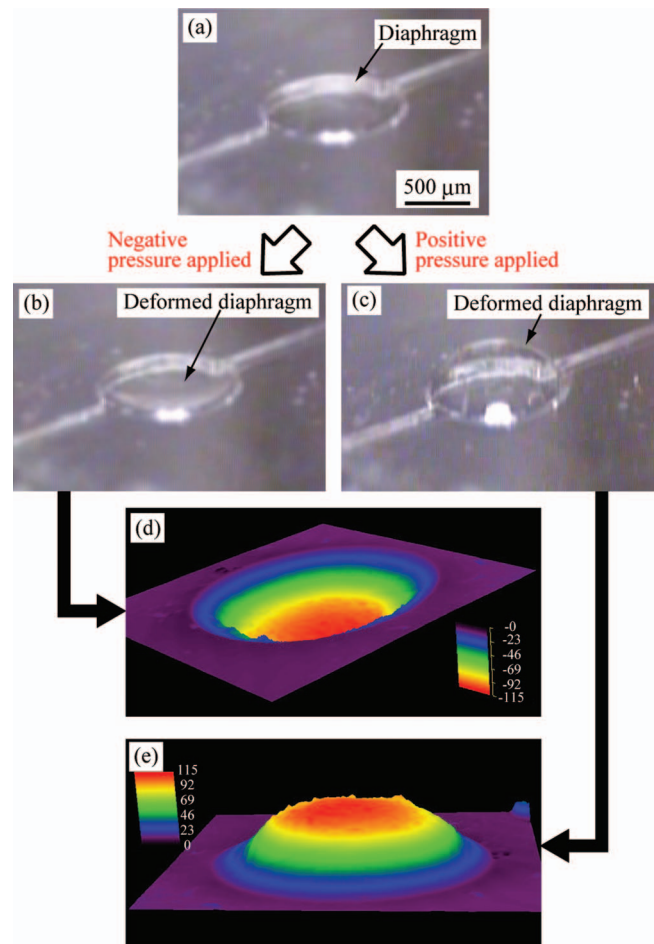 (a)
Diaphragm
500 μm
Negative
pressure applied
Positive
pressure applied
(b)
Deformed diaphragm
(c)
Deformed diaphragm
(d)
-0
-23
-46
-69
-92
-115
(e)
115
92
69
46
23
0